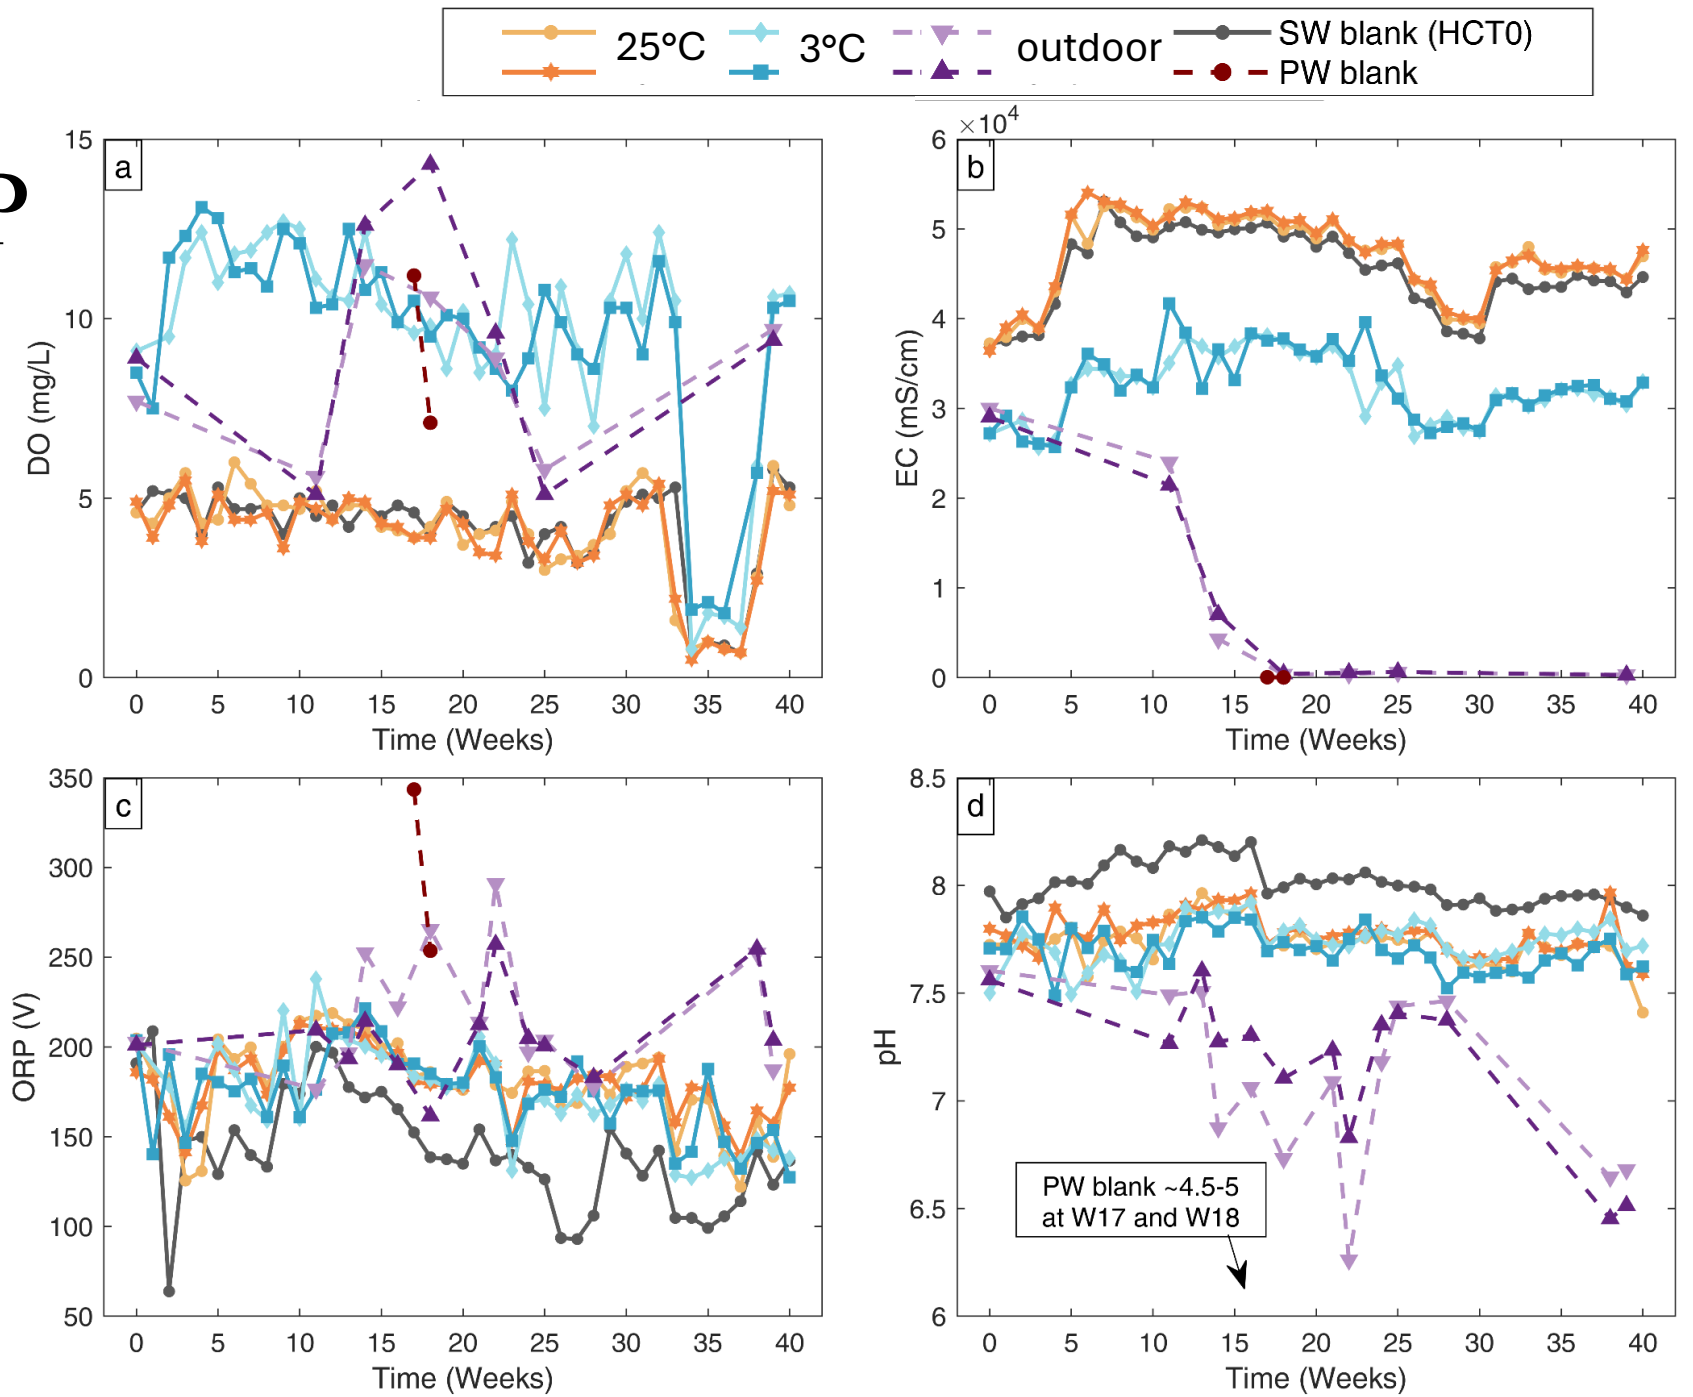 25°C 3°C outdoor SW blank (HCT0)
PW blank
a
15
10
5
0
DO (mg/L)
0 5 10 15 20 25 30 35 40
Time (Weeks)
b
×10⁴
6
5
4
3
2
1
0
EC (mS/cm)
0 5 10 15 20 25 30 35 40
Time (Weeks)
c
350
300
250
200
150
100
50
ORP (V)
0 5 10 15 20 25 30 35 40
Time (Weeks)
d
8.5
8
7.5
7
6.5
6
pH
PW blank ~4.5-5
at W17 and W18
0 5 10 15 20 25 30 35 40
Time (Weeks)